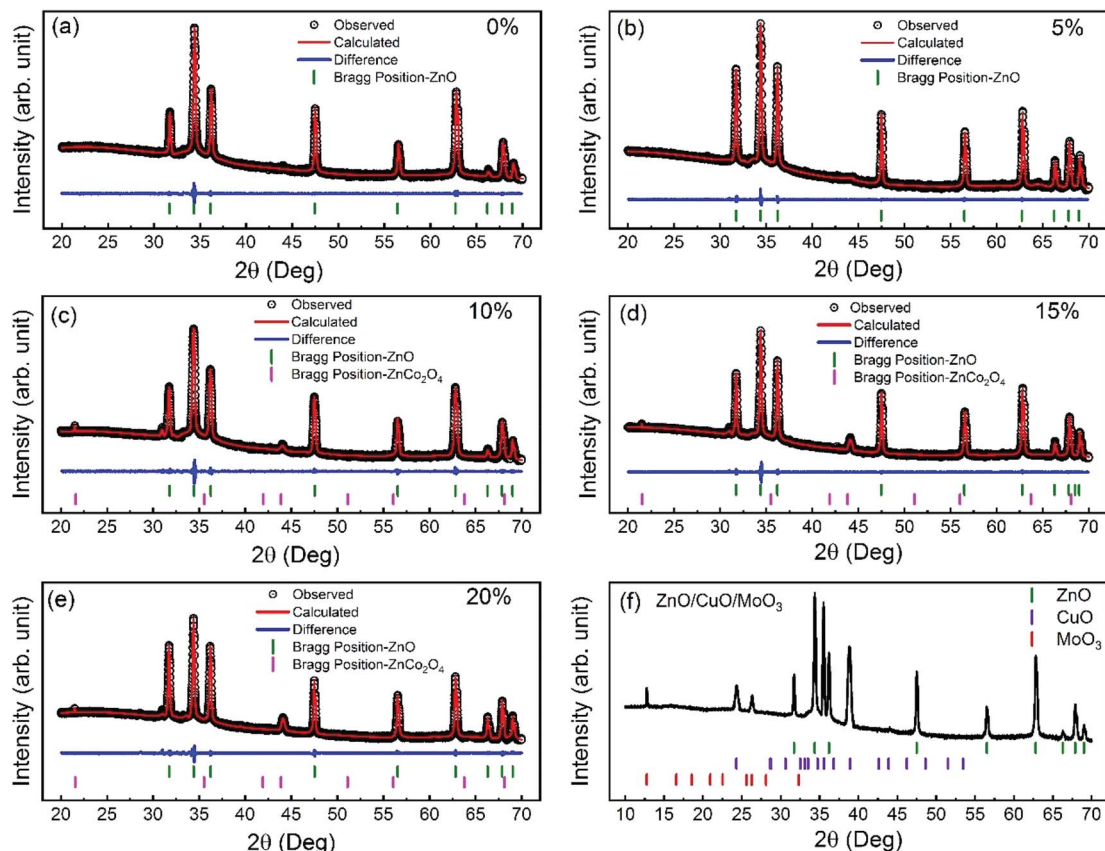 (a)
0%
Observed
Calculated
Difference
Bragg Position-ZnO
Intensity (arb. unit)
20 25 30 35 40 45 50 55 60 65 70
2θ (Deg)
(b)
5%
Observed
Calculated
Difference
Bragg Position-ZnO
Intensity (arb. unit)
20 25 30 35 40 45 50 55 60 65 70
2θ (Deg)
(c)
10%
Observed
Calculated
Difference
Bragg Position-ZnO
Bragg Position-ZnCo₂O₄
Intensity (arb. unit)
20 25 30 35 40 45 50 55 60 65 70
2θ (Deg)
(d)
15%
Observed
Calculated
Difference
Bragg Position-ZnO
Bragg Position-ZnCo₂O₄
Intensity (arb. unit)
20 25 30 35 40 45 50 55 60 65 70
2θ (Deg)
(e)
20%
Observed
Calculated
Difference
Bragg Position-ZnO
Bragg Position-ZnCo₂O₄
Intensity (arb. unit)
20 25 30 35 40 45 50 55 60 65 70
2θ (Deg)
(f)
ZnO/CuO/MoO₃
ZnO
CuO
MoO₃
Intensity (arb. unit)
10 15 20 25 30 35 40 45 50 55 60 65 70
2θ (Deg)